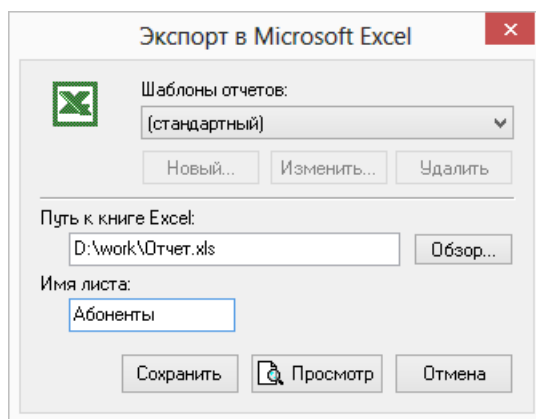 Экспорт в Microsoft Excel
Шаблоны отчетов:
(стандартный)
Новый... Изменить... Удалить
Путь к книге Excel:
D:\work\Отчет.xls Обзор...
Имя листа:
Абоненты
Сохранить Просмотр Отмена